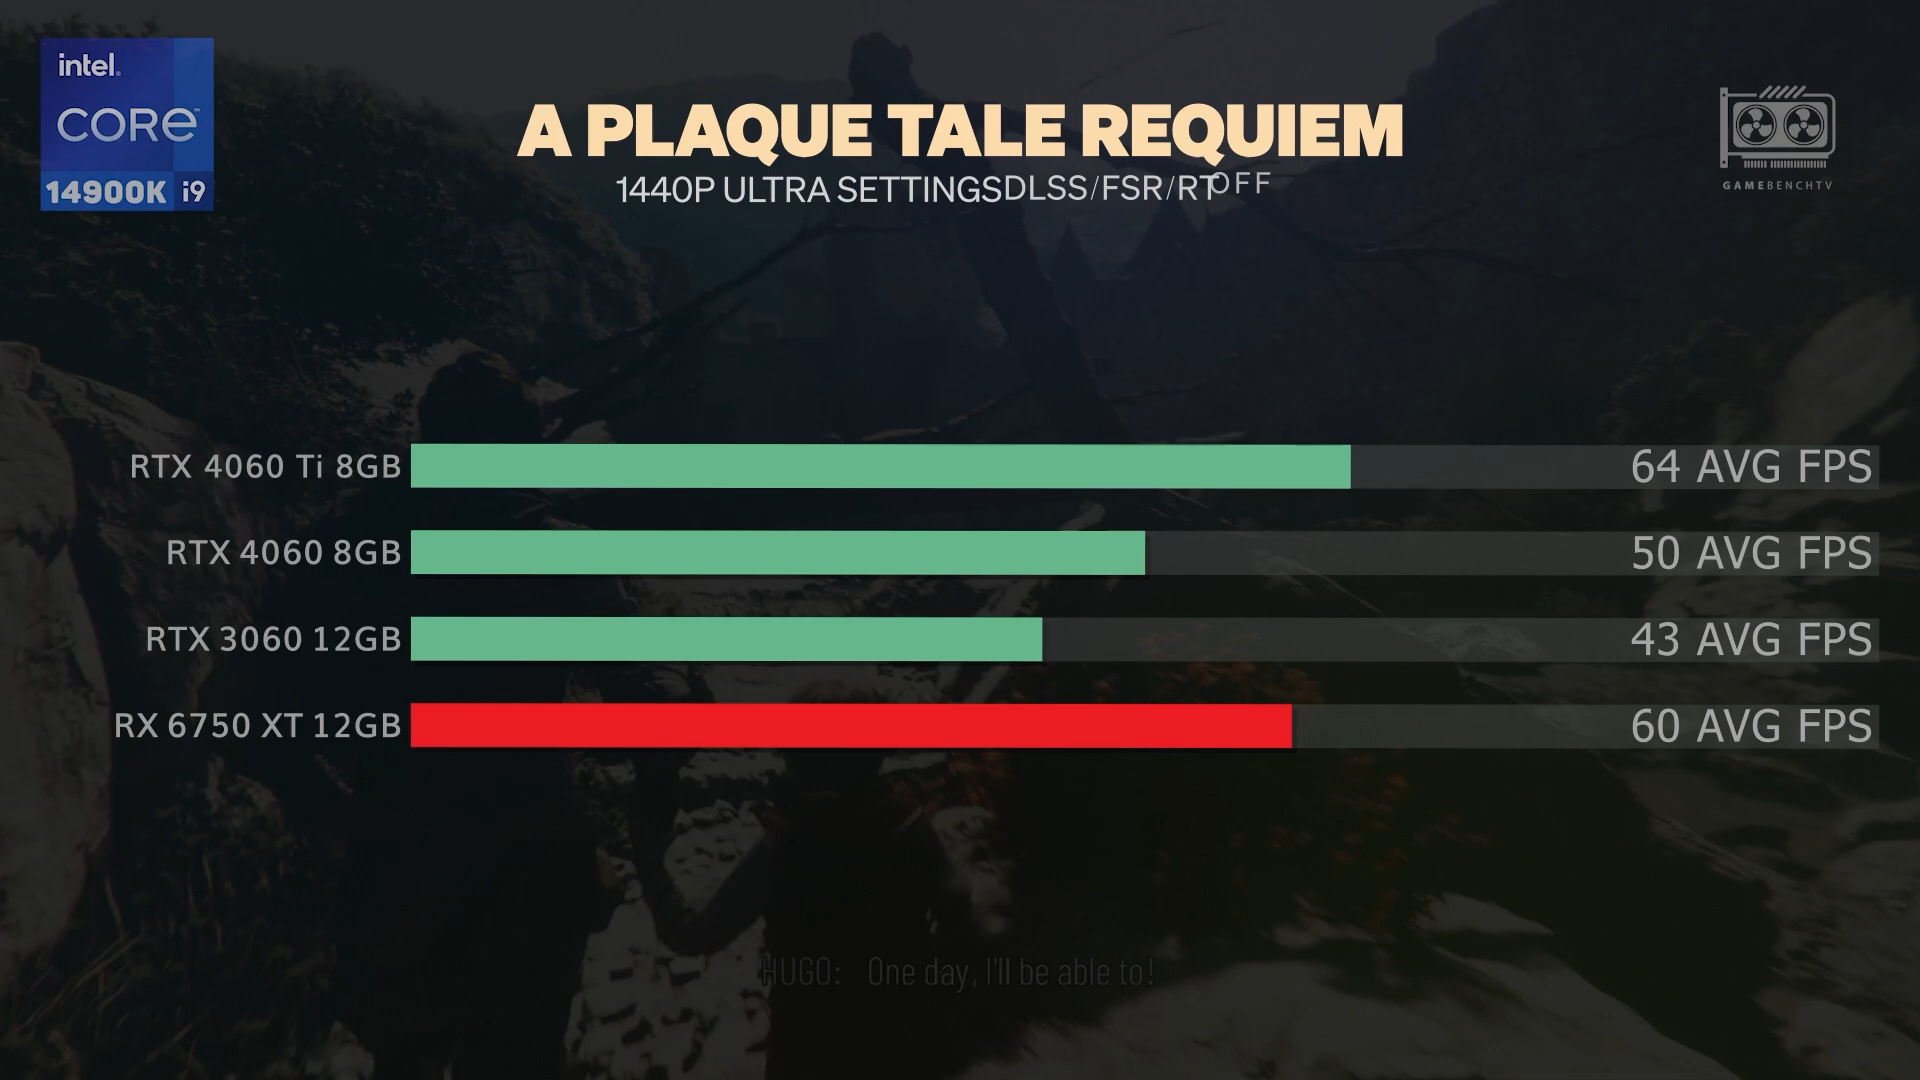 intel.
CORE™
14900K i9
A PLAQUE TALE REQUIEM
1440P ULTRA SETTINGSDLSS/FSR/RTOFF
GAMEBENCHTV
RTX 4060 Ti 8GB 64 AVG FPS
RTX 4060 8GB 50 AVG FPS
RTX 3060 12GB 43 AVG FPS
RX 6750 XT 12GB 60 AVG FPS
HUGO: One day, I'll be able to!